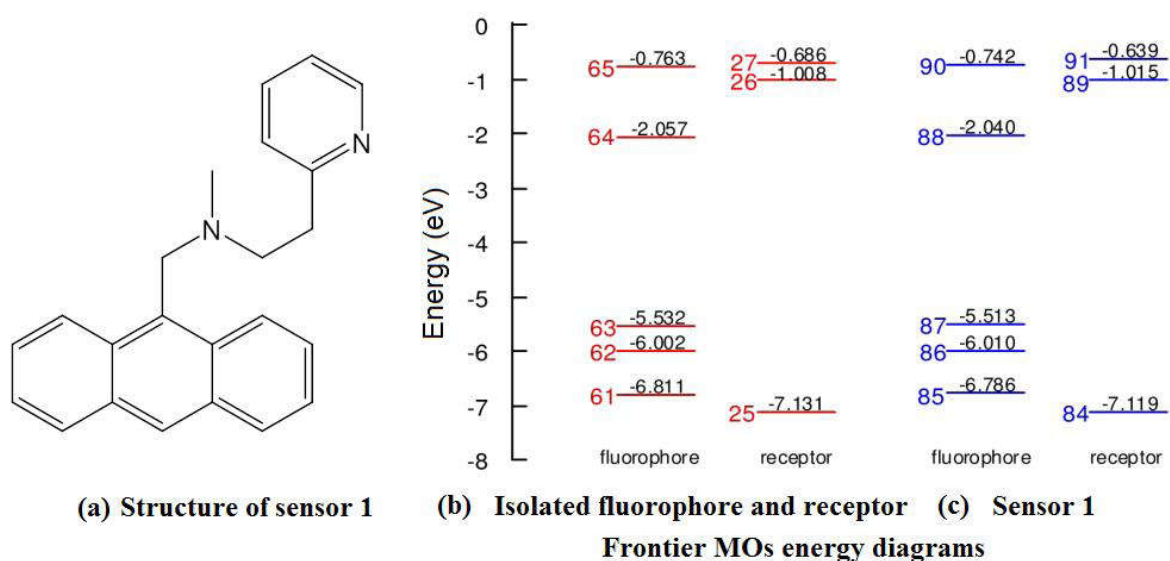 N
N
(a) Structure of sensor 1
Energy (eV)
0
-1
-2
-3
-4
-5
-6
-7
-8
65 -0.763
64 -2.057
63 -5.532
62 -6.002
61 -6.811
fluorophore
27 -0.686
26 -1.008
25 -7.131
receptor
90 -0.742
88 -2.040
87 -5.513
86 -6.010
85 -6.786
fluorophore
91 -0.639
89 -1.015
84 -7.119
receptor
(b) Isolated fluorophore and receptor
(c) Sensor 1
Frontier MOs energy diagrams